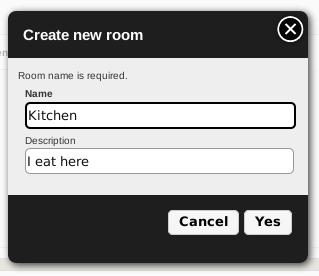 Create new room
Room name is required.
Name
Kitchen
Description
I eat here
Cancel Yes